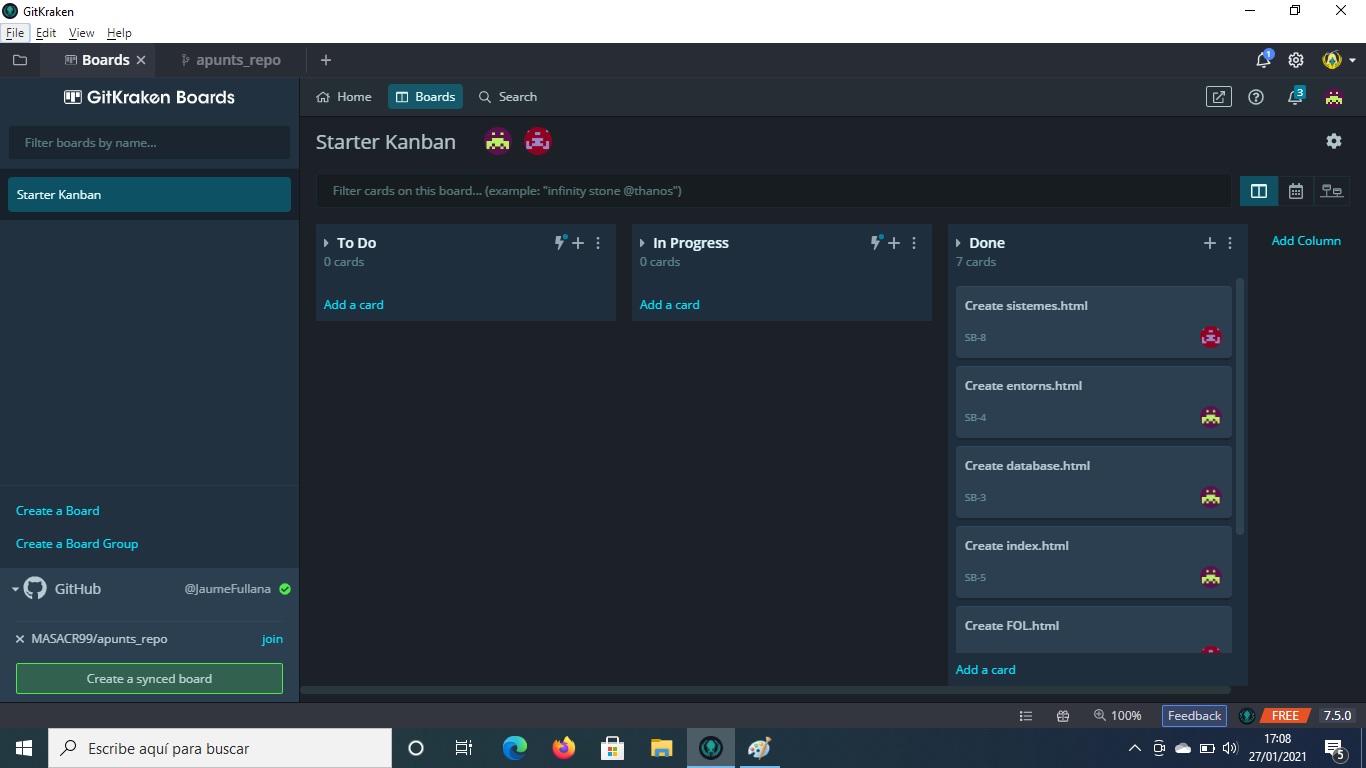 GitKraken
File Edit View Help
Boards apunts_repo
1
GitKraken Boards
Home Boards Search
3
Filter boards by name...
Starter Kanban
Starter Kanban
Filter cards on this board... (example: "infinity stone @thanos")
To Do
0 cards
Add a card
In Progress
0 cards
Add a card
Done
7 cards
Create sistemes.html
SB-8
Create entorns.html
SB-4
Create database.html
SB-3
Create index.html
SB-5
Create FOL.html
Add a card
Add Column
Create a Board
Create a Board Group
GitHub @JaumeFullana
MASACR99/apunts_repo join
Create a synced board
100% Feedback FREE 7.5.0
Escribe aquí para buscar
17:08
27/01/2021
5